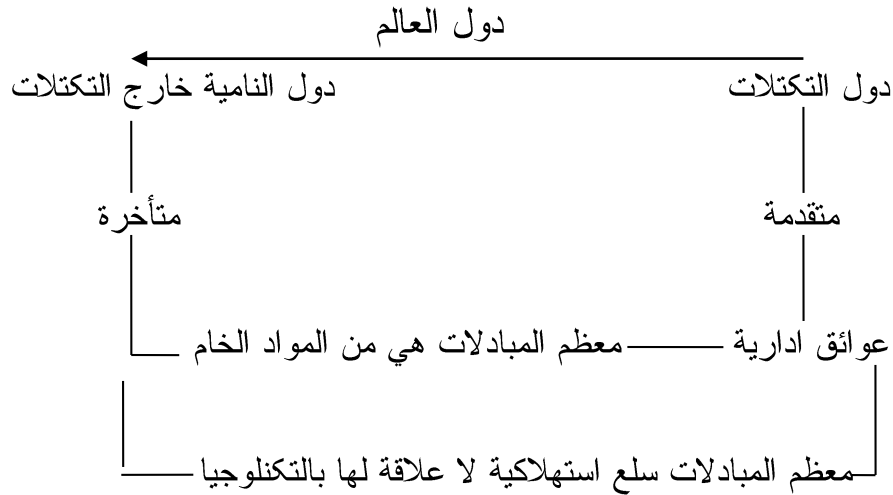 دول العالم
دول التكتلات دول النامية خارج التكتلات
متقدمة متأخرة
عوائق ادارية معظم المبادلات هي من المواد الخام
معظم المبادلات سلع استهلاكية لا علاقة لها بالتكنلوجيا